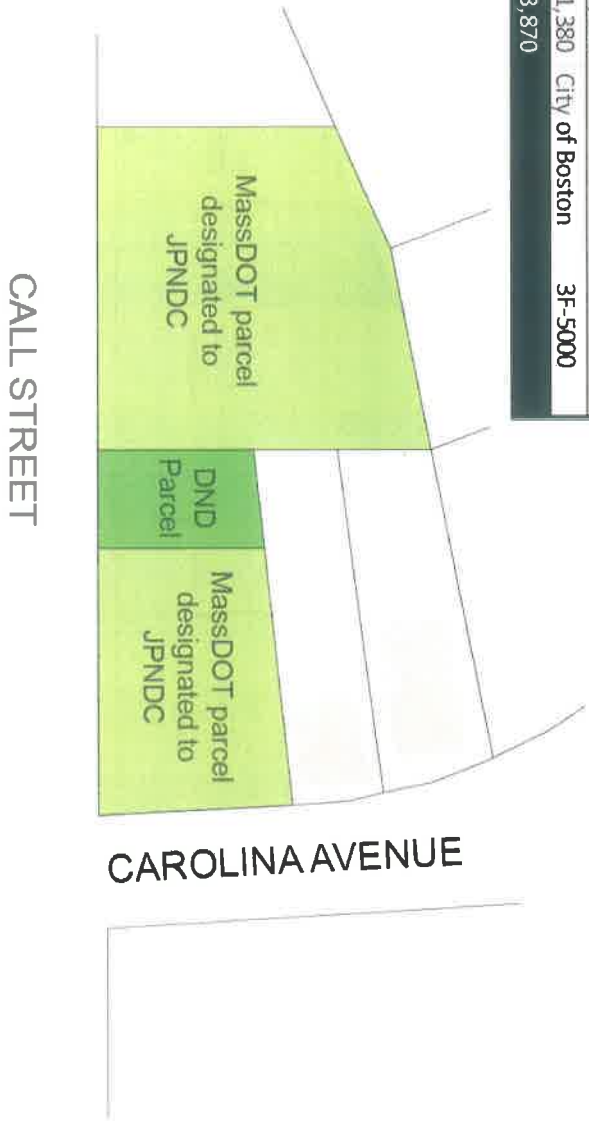 1,380 City of Boston 3F-5000
3,870
MassDOT parcel
designated to
JPNDC
DND
Parcel
MassDOT parcel
designated to
JPNDC
CAROLINA AVENUE
CALL STREET